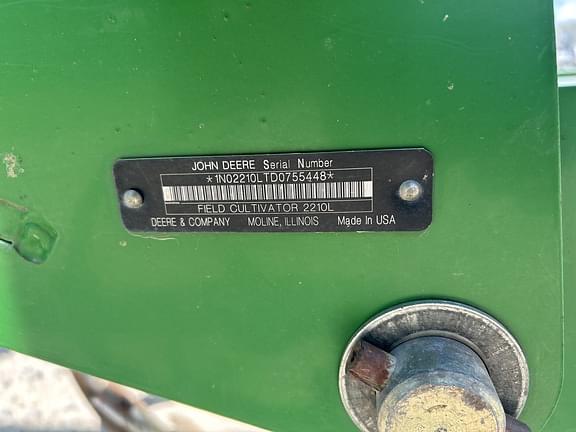 JOHN DEERE Serial Number
*1N02210LTD0755448*
FIELD CULTIVATOR 2210L
DEERE & COMPANY MOLINE, ILLINOIS Made In USA